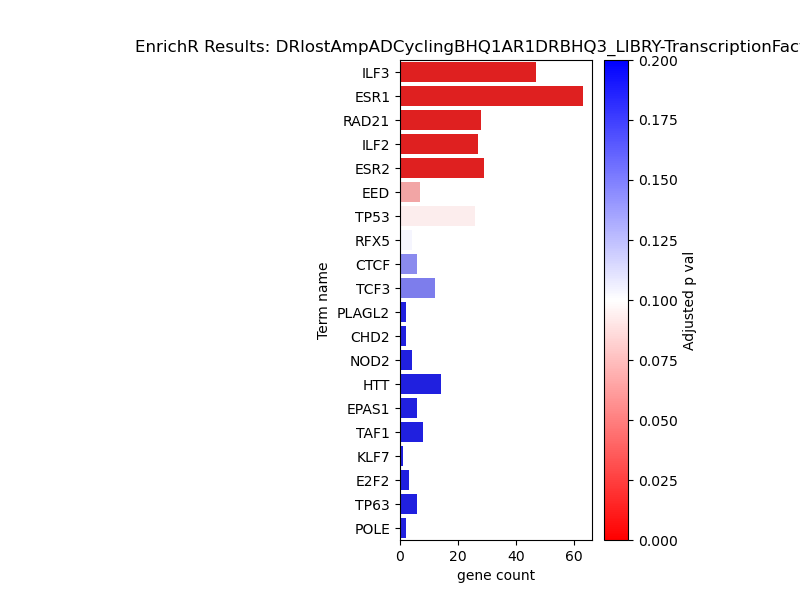 EnrichR Results: DRlostAmpADCyclingBHQ1AR1DRBHQ3_LIBRY-TranscriptionFac
ILF3
ESR1
RAD21
ILF2
ESR2
EED
TP53
RFX5
CTCF
TCF3
PLAGL2
CHD2
NOD2
HTT
EPAS1
TAF1
KLF7
E2F2
TP63
POLE
Term name
0 20 40 60
gene count
0.200
0.175
0.150
0.125
0.100
0.075
0.050
0.025
0.000
Adjusted p val